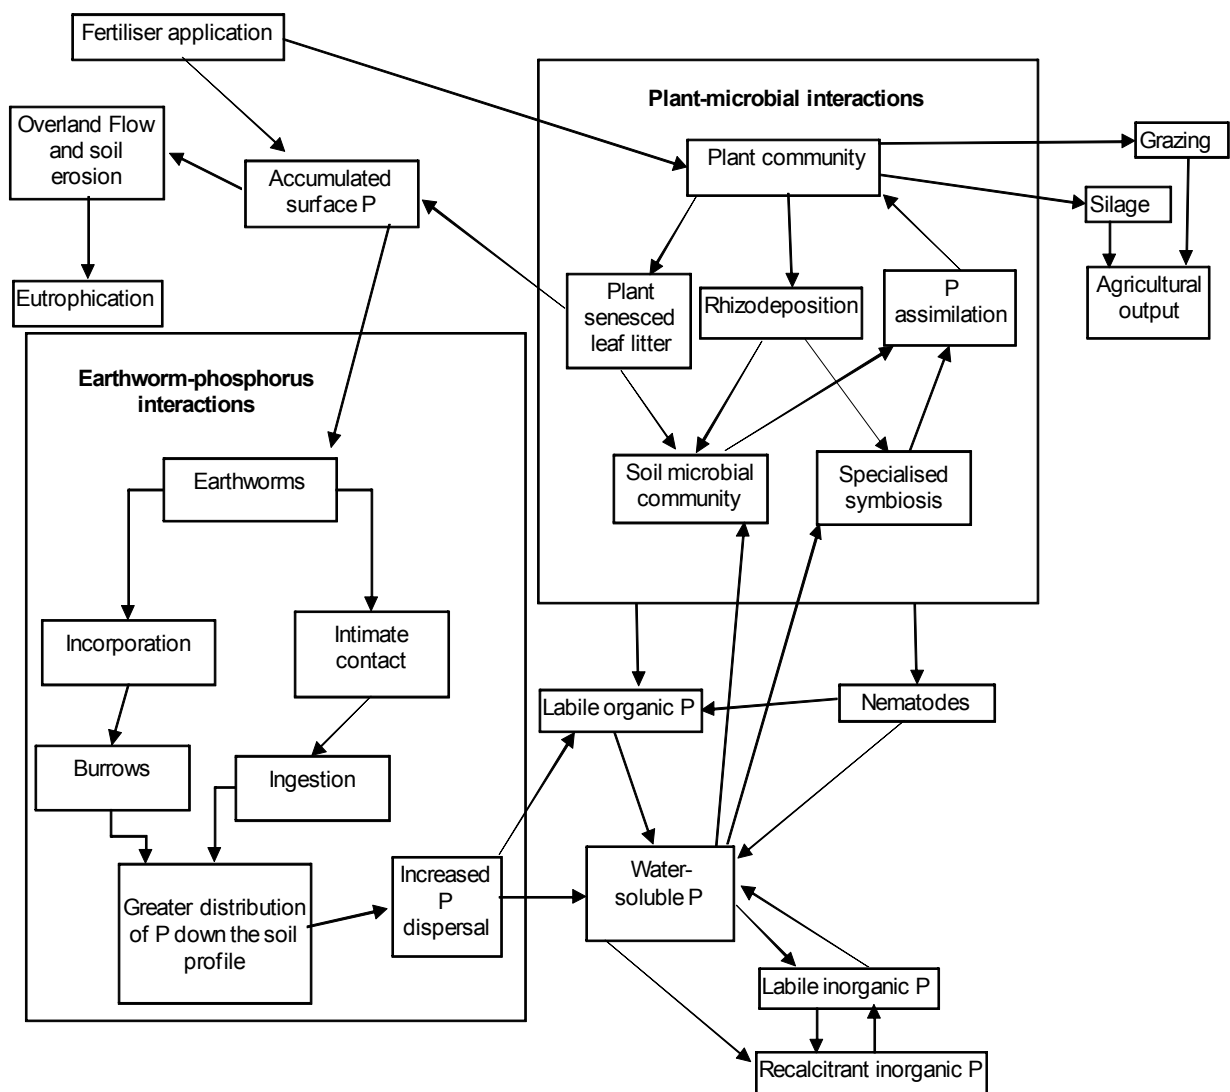 Fertiliser application
Plant-microbial interactions
Overland Flow
and soil
erosion
Accumulated
surface P
Plant community
Grazing
Silage
Eutrophication
Plant
senesced
leaf litter
Rhizodeposition
P
assimilation
Agricultural
output
Earthworm-phosphorus
interactions
Earthworms
Soil microbial
community
Specialised
symbiosis
Incorporation
Intimate
contact
Labile organic P
Nematodes
Burrows
Ingestion
Greater distribution
of P down the soil
profile
Increased
P
dispersal
Water-
soluble P
Labile inorganic P
Recalcitrant inorganic P